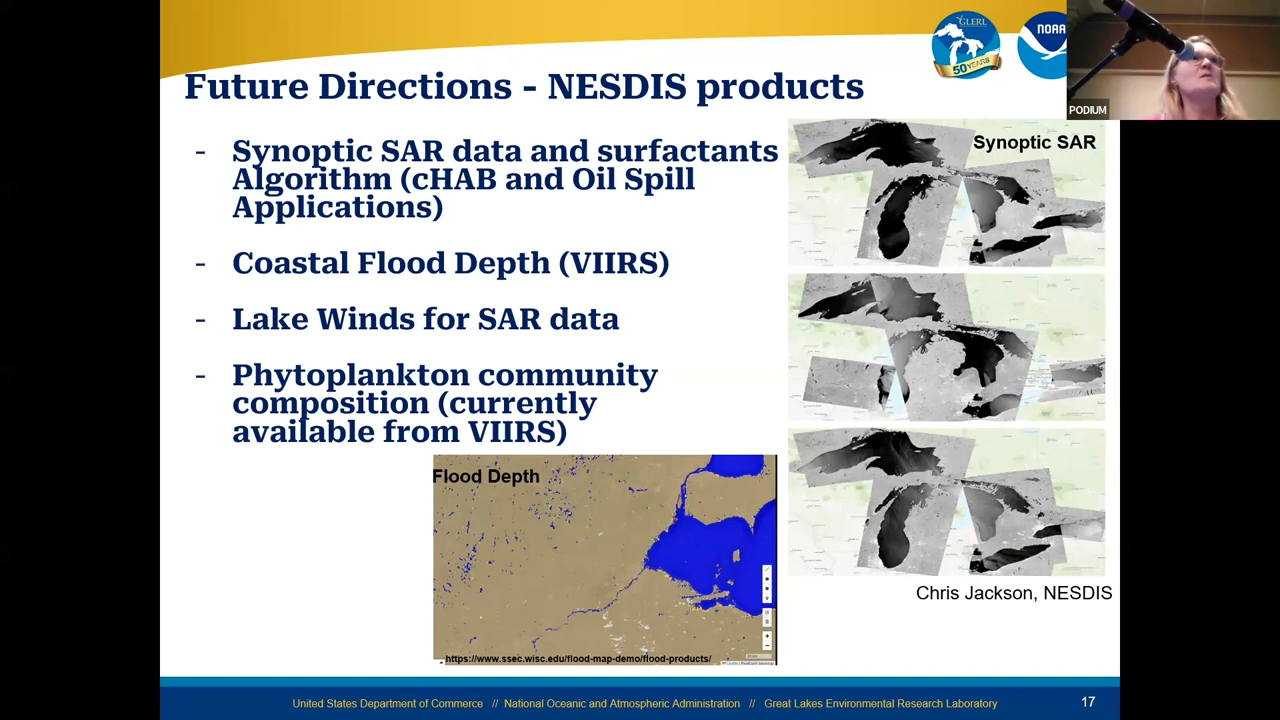 GLERL
50 YEARS
NOAA
PODIUM
Future Directions - NESDIS products
- Synoptic SAR data and surfactants
Algorithm (cHAB and Oil Spill
Applications)
- Coastal Flood Depth (VIIRS)
- Lake Winds for SAR data
- Phytoplankton community
composition (currently
available from VIIRS)
Synoptic SAR
Flood Depth
https://www.ssec.wisc.edu/flood-map-demo/flood-products/
Chris Jackson, NESDIS
United States Department of Commerce // National Oceanic and Atmospheric Administration // Great Lakes Environmental Research Laboratory
17